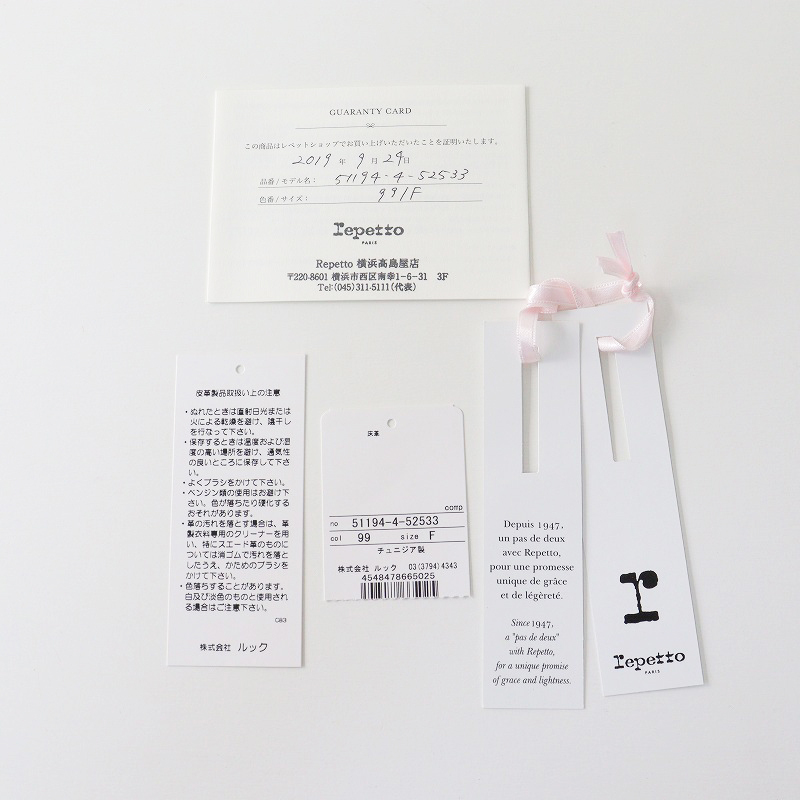 GUARANTY CARD
この商品はレペットショップでお買い上げいただいたことを証明いたします。
2019 年 9 月 24 日
品番 / モデル名： 51194-4-52533
色番 / サイズ： 99/F
repetto
PARIS
Repetto 横浜高島屋店
〒220-8601 横浜市西区南幸1-6-31 3F
Tel:(045)311-5111(代表)
皮革製品取扱い上の注意
・ぬれたときは直射日光または
火による乾燥を避け、陰干し
を行なって下さい。
・保存するときは温度および湿
度の高い場所を避け、通気性
の良いところに保存して下さ
い。
・よくブラシをかけて下さい。
・ベンジン類の使用はお避け下
さい。色が落ちたり硬化する
おそれがあります。
・革の汚れを落とす場合は、革
製衣料専用のクリーナーを用
い、特にスエード革のものに
ついては消ゴムで汚れを落と
したうえ、かためのブラシを
かけて下さい。
・色落ちすることがあります。
白及び淡色のものと使用され
る場合はご注意下さい。
C83
株式会社 ルック
床革
comp
no 51194-4-52533
col 99 size F
チュニジア製
株式会社 ルック 03(3794)4343
4548478665025
Depuis 1947,
un pas de deux
avec Repetto,
pour une promesse
unique de grâce
et de légèreté.
Since 1947,
a "pas de deux"
with Repetto,
for a unique promise
of grace and lightness.
r
repetto
PARIS